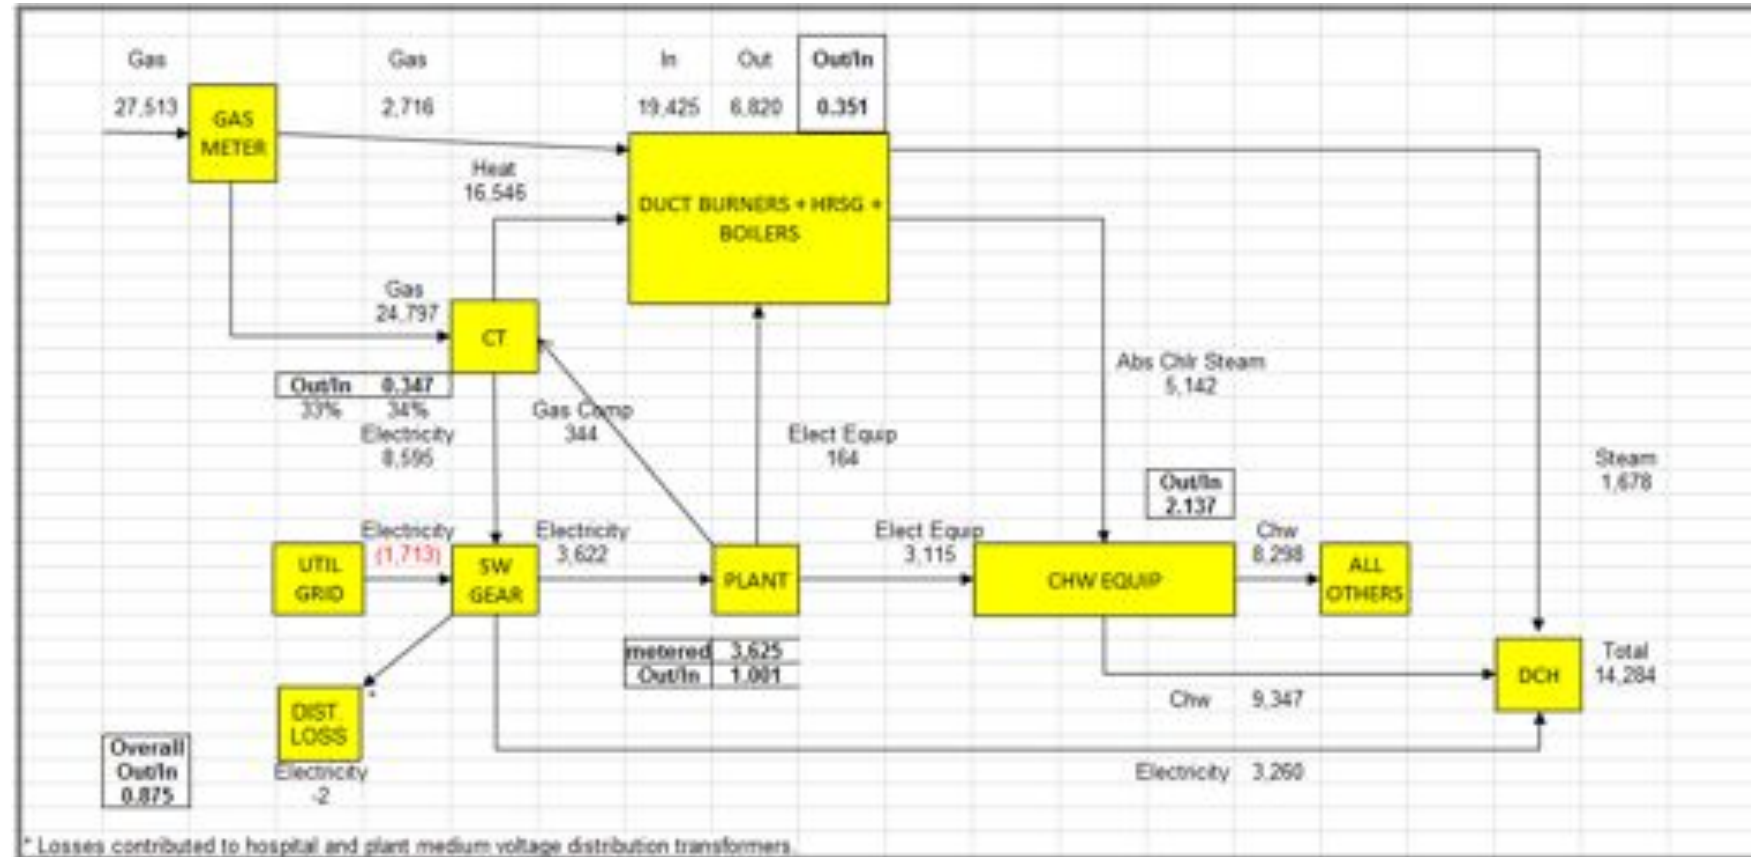 Gas
Gas
In
Out
Out/In
27,513
2,716
19,425
6,820
0.351
GAS
METER
Heat
16,546
DUCT BURNERS + HRSG +
BOILERS
Gas
24,797
CT
Out/In 0.347
33% 34%
Electricity
8,595
Gas Comp
344
Elect Equip
164
Abs Chlr Steam
5,142
Steam
1,678
Out/In
2.137
Electricity
(1,713)
Electricity
3,622
Elect Equip
3,115
Chw
8,298
UTIL
GRID
SW
GEAR
PLANT
CHW EQUIP
ALL
OTHERS
metered 3,625
Out/In 1.001
DCH
Total
14,284
Chw 9,347
DIST.
LOSS
*
Electricity
-2
Overall
Out/In
0.875
Electricity 3,260
* Losses contributed to hospital and plant medium voltage distribution transformers.